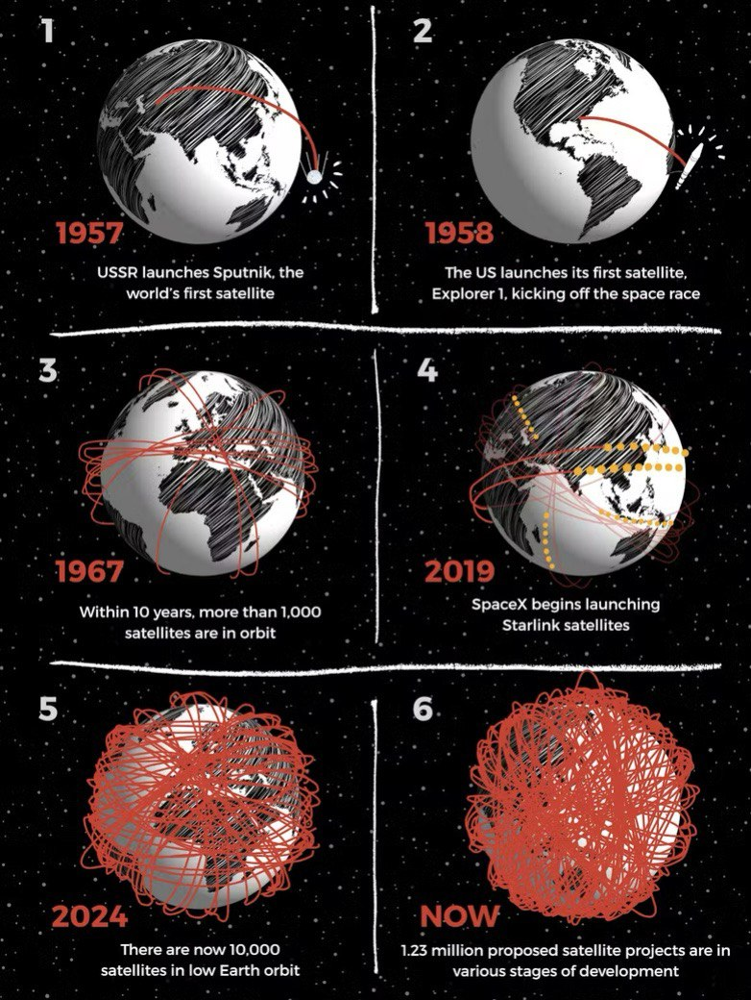 1
1957
USSR launches Sputnik, the
world's first satellite
2
1958
The US launches its first satellite,
Explorer 1, kicking off the space race
3
1967
Within 10 years, more than 1,000
satellites are in orbit
4
2019
SpaceX begins launching
Starlink satellites
5
2024
There are now 10,000
satellites in low Earth orbit
6
NOW
1.23 million proposed satellite projects are in
various stages of development